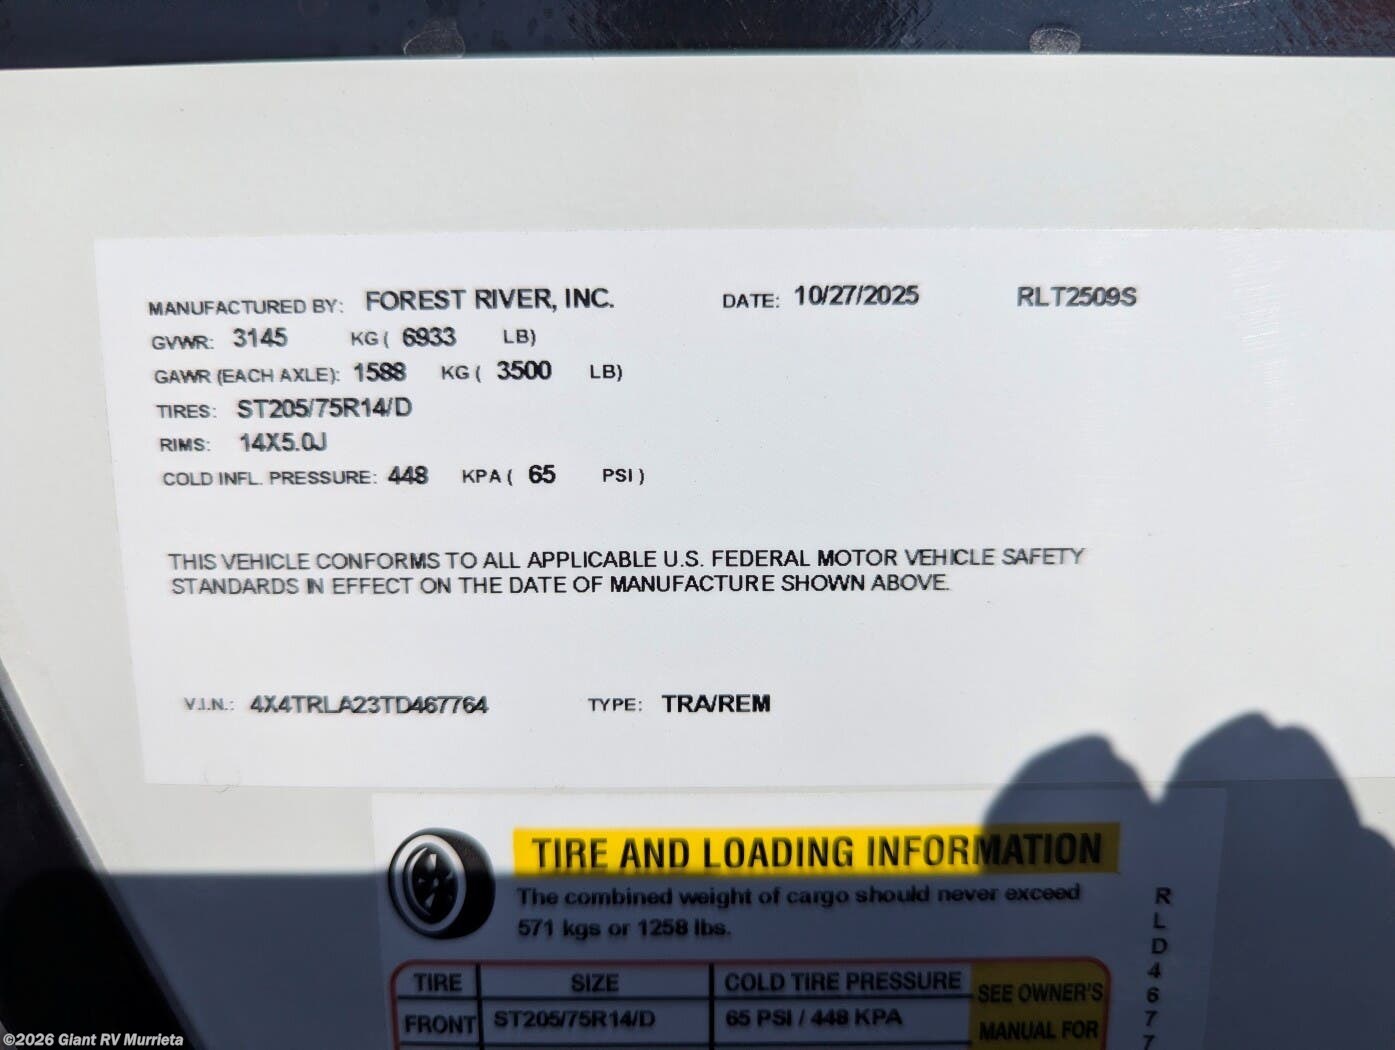 MANUFACTURED BY: FOREST RIVER, INC. DATE: 10/27/2025 RLT2509S
GVWR: 3145 KG ( 6933 LB)
GAWR (EACH AXLE): 1588 KG ( 3500 LB)
TIRES: ST205/75R14/D
RIMS: 14X5.0J
COLD INFL. PRESSURE: 448 KPA ( 65 PSI )
THIS VEHICLE CONFORMS TO ALL APPLICABLE U.S. FEDERAL MOTOR VEHICLE SAFETY
STANDARDS IN EFFECT ON THE DATE OF MANUFACTURE SHOWN ABOVE.
V.I.N.: 4X4TRLA23TD467764 TYPE: TRA/REM
TIRE AND LOADING INFORMATION
The combined weight of cargo should never exceed
571 kgs or 1258 lbs.
TIRE SIZE COLD TIRE PRESSURE SEE OWNER'S
FRONT ST205/75R14/D 65 PSI / 448 KPA MANUAL FOR
RLD4677
©2026 Giant RV Murrieta